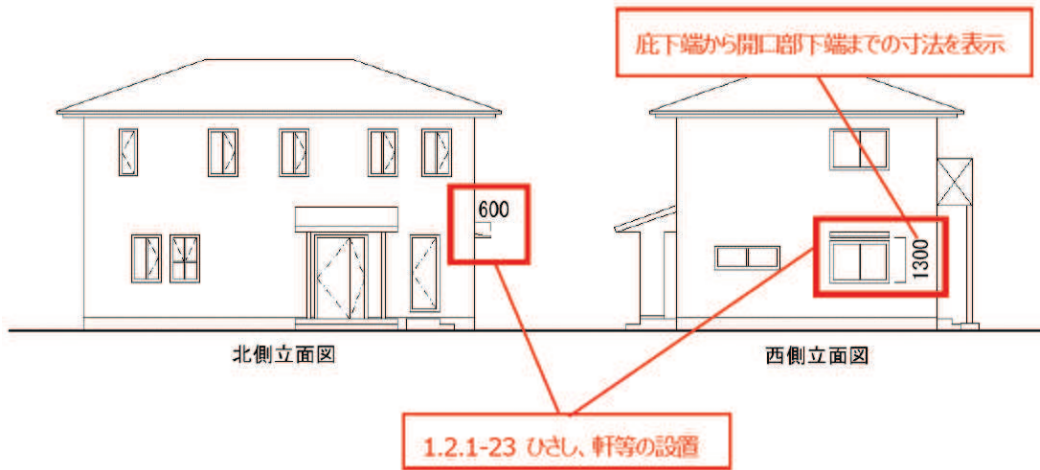 庇下端から開口部下端までの寸法を表示
600
1300
北側立面図
西側立面図
1.2.1-23 ひさし、軒等の設置